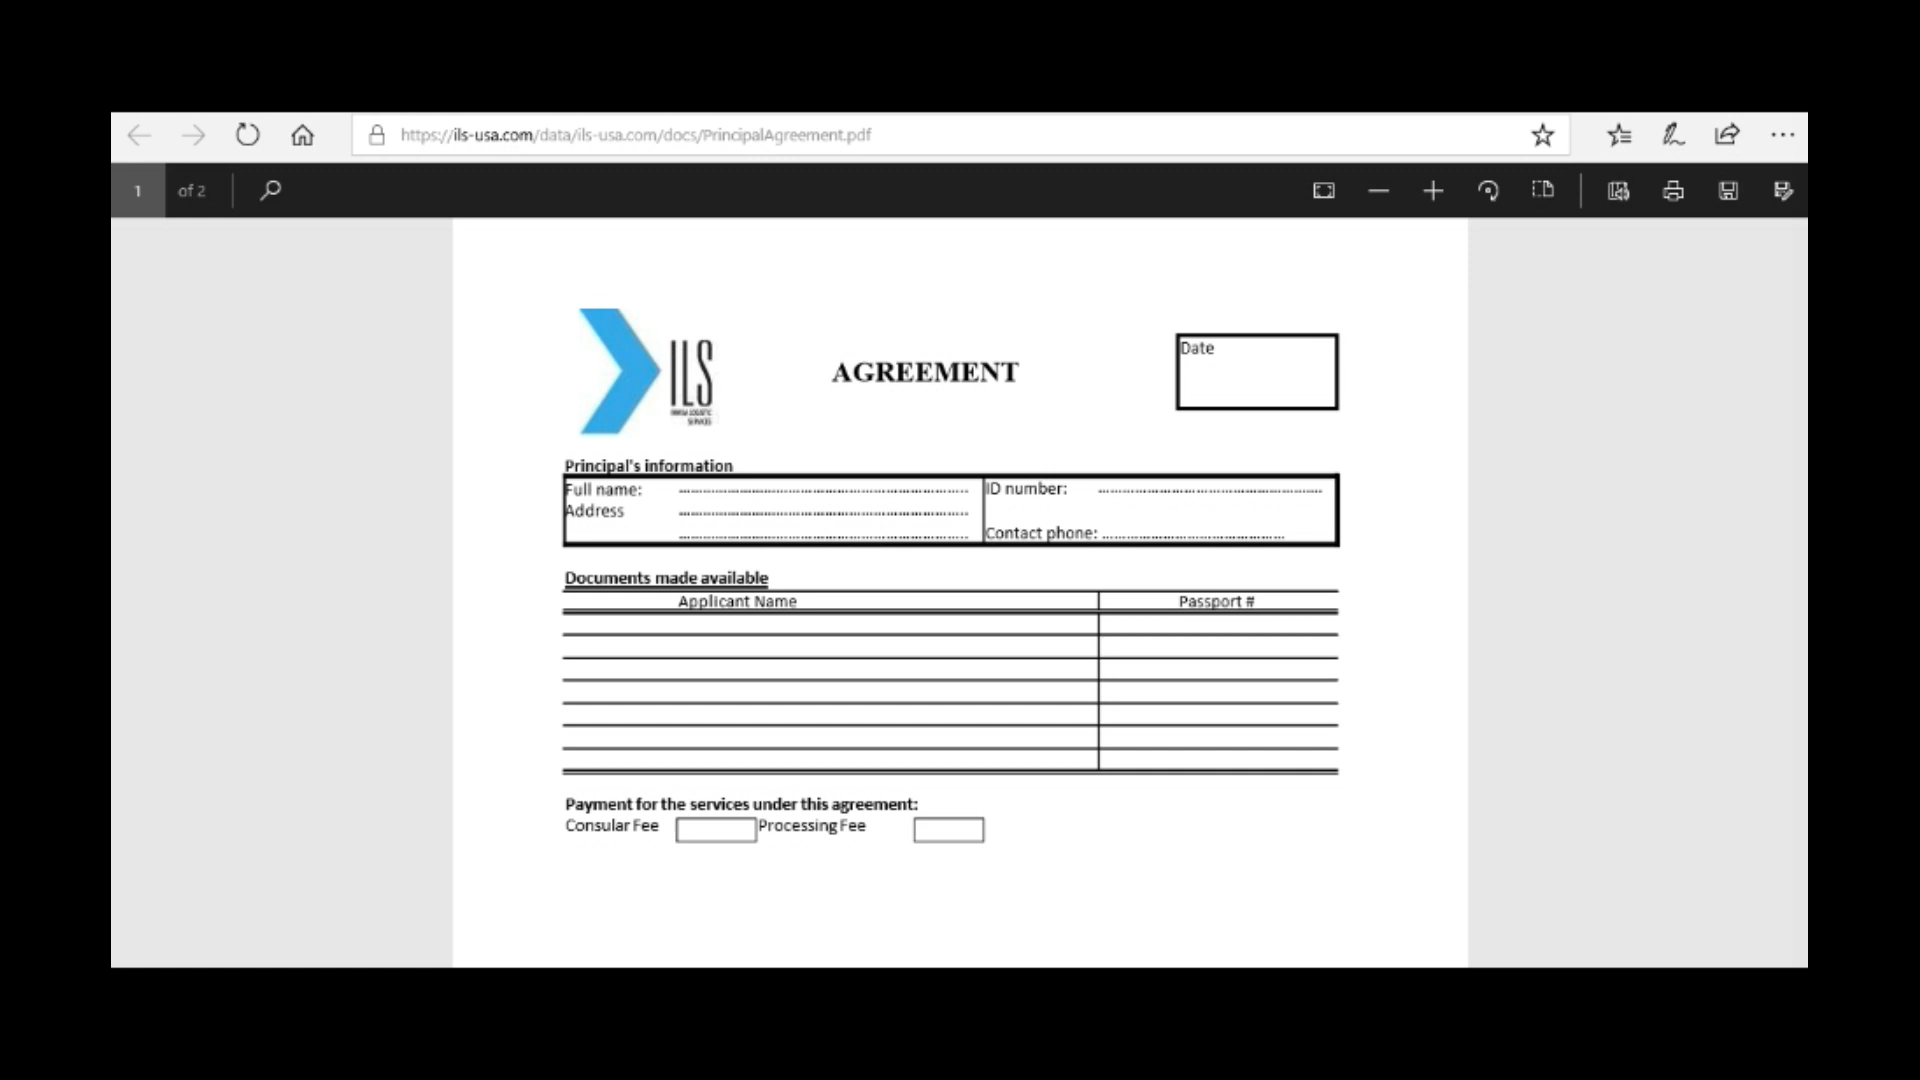 https://ils-usa.com/data/ils-usa.com/docs/PrincipalAgreement.pdf
1 of 2
ILS
SERVICES
AGREEMENT
Date
Principal's information
Full name: ........................................ ID number: ........................................
Address ........................................
........................................ Contact phone: ........................................
Documents made available
Applicant Name Passport #
Payment for the services under this agreement:
Consular Fee Processing Fee